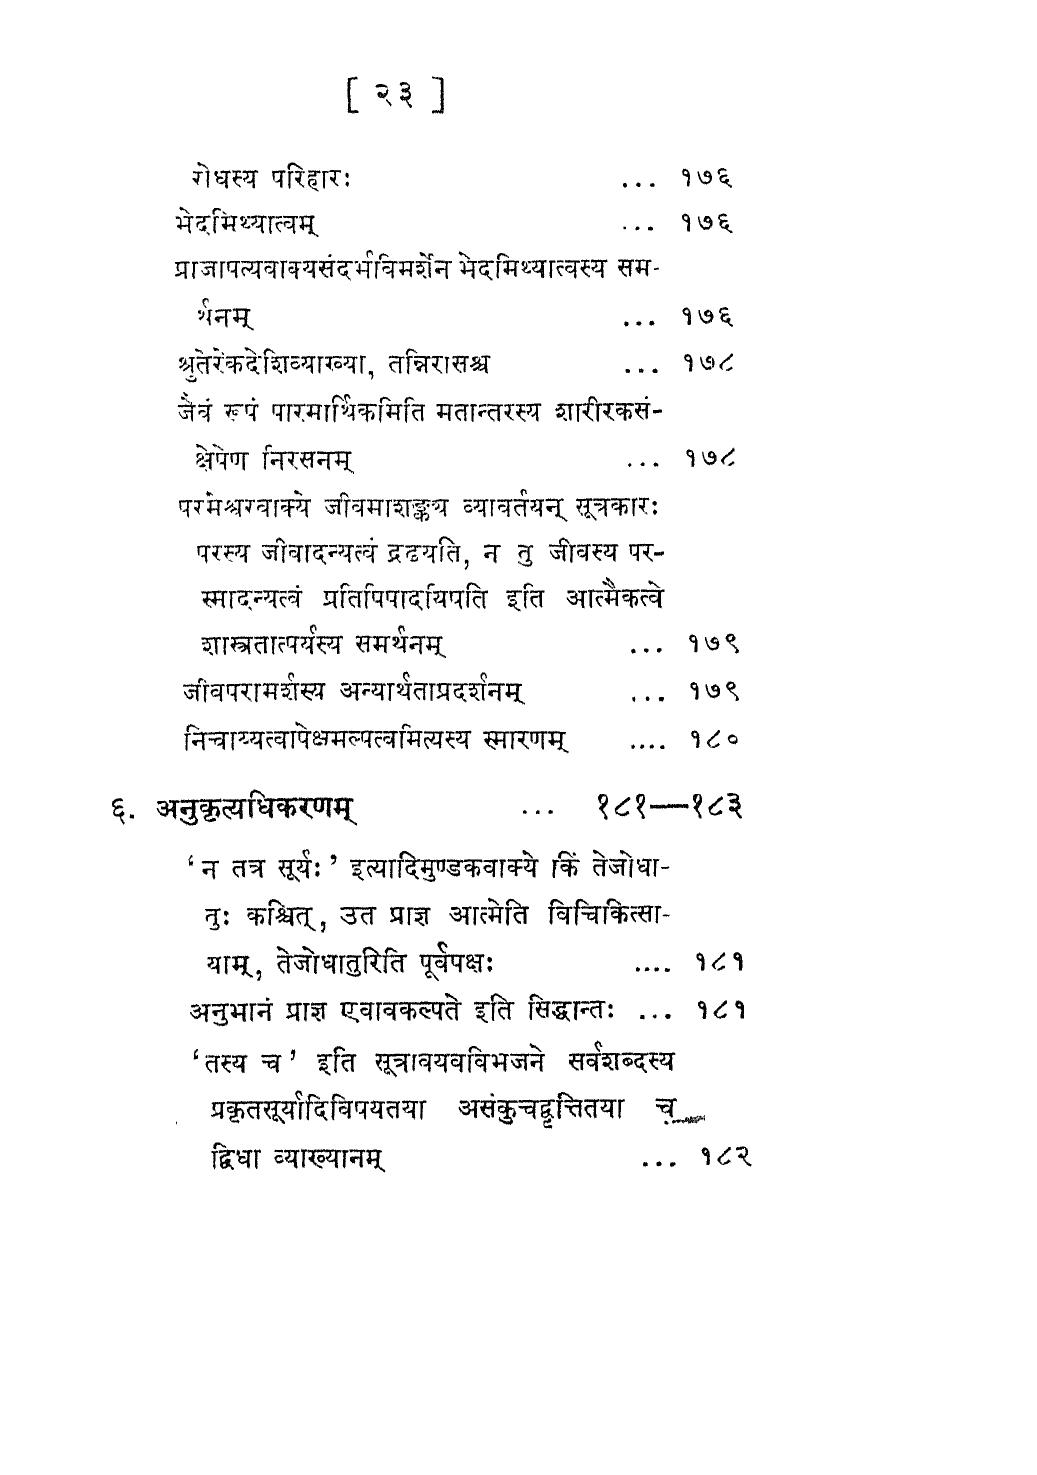 [ २३ ]
रोधस्य परिहारः ... १७६
भेदमिथ्यात्वम् ... १७६
प्राजापत्यवाक्यसंदर्भविमर्शेन भेदमिथ्यात्वस्य सम-
र्थनम् ... १७६
श्रुतेरेकदेशिव्याख्या, तन्निरासश्च ... १७८
जैवं रूपं पारमार्थिकमिति मतान्तरस्य शारीरकसं-
क्षेपेण निरसनम् ... १७८
परमेश्वरवाक्ये जीवमाशङ्क्य व्यावर्तयन् सूत्रकारः
परस्य जीवादन्यत्वं द्रढयति, न तु जीवस्य पर-
स्मादन्यत्वं प्रतिपिपादयिषति इति आत्मैकत्वे
शास्त्रतात्पर्यस्य समर्थनम् ... १७९
जीवपरामर्शस्य अन्यार्थताप्रदर्शनम् ... १७९
निचाय्यत्वापेक्षमल्पत्वमित्यस्य स्मारणम् .... १८०
६. अनुकृत्यधिकरणम् ... १८१—१८३
‘न तत्र सूर्यः’ इत्यादिमुण्डकवाक्ये किं तेजोधा-
तुः कश्चित्, उत प्राज्ञ आत्मेति विचिकित्सा-
याम्, तेजोधातुरिति पूर्वपक्षः .... १८१
अनुभानं प्राज्ञ एवावकल्पते इति सिद्धान्तः ... १८१
‘तस्य च’ इति सूत्रावयवविभजने सर्वशब्दस्य
प्रकृतसूर्यादिविषयतया असंकुचद्वृत्तितया च
द्विधा व्याख्यानम् ... १८२